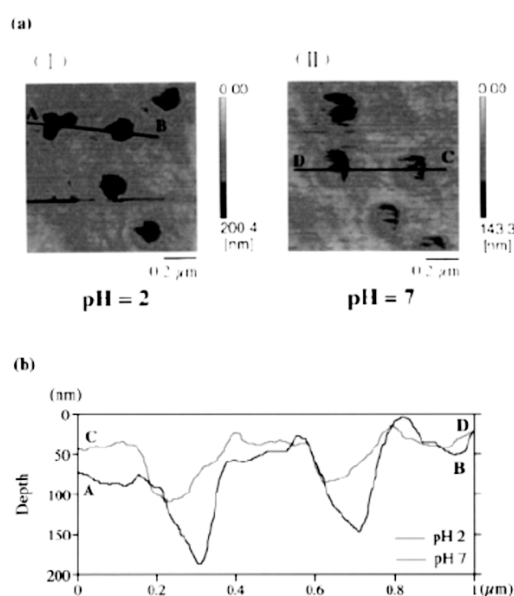 (a)
(I)
(II)
0.00
0.00
A
B
D
C
200.4
[nm]
143.3
[nm]
0.2 μm
0.2 μm
pH = 2
pH = 7
(b)
(nm)
0
50
100
150
200
Depth
C
A
D
B
pH 2
pH 7
0
0.2
0.4
0.6
0.8
1 (μm)